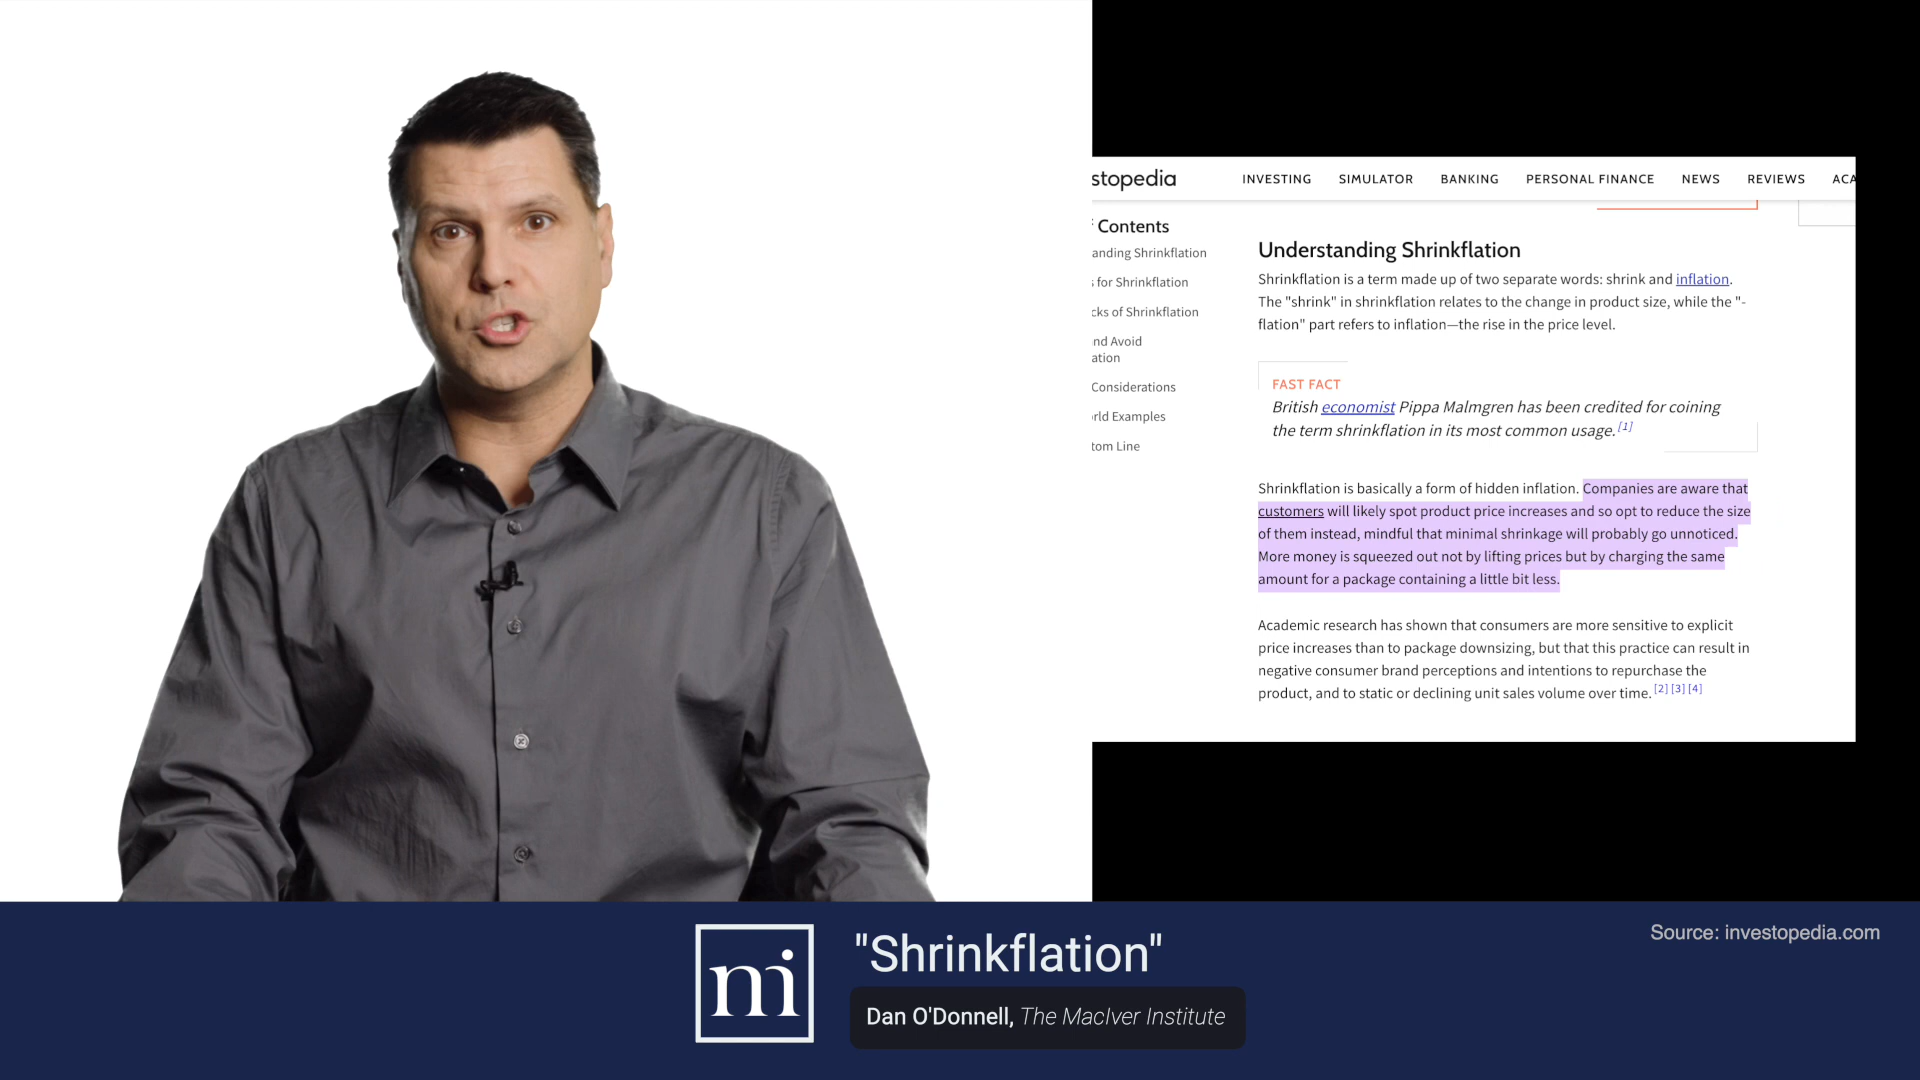 stopedia
INVESTING SIMULATOR BANKING PERSONAL FINANCE NEWS REVIEWS ACA
Contents
anding Shrinkflation
s for Shrinkflation
cks of Shrinkflation
nd Avoid
ation
Considerations
rld Examples
tom Line
Understanding Shrinkflation
Shrinkflation is a term made up of two separate words: shrink and inflation.
The "shrink" in shrinkflation relates to the change in product size, while the "-
flation" part refers to inflation—the rise in the price level.
FAST FACT
British economist Pippa Malmgren has been credited for coining
the term shrinkflation in its most common usage. [1]
Shrinkflation is basically a form of hidden inflation. Companies are aware that
customers will likely spot product price increases and so opt to reduce the size
of them instead, mindful that minimal shrinkage will probably go unnoticed.
More money is squeezed out not by lifting prices but by charging the same
amount for a package containing a little bit less.
Academic research has shown that consumers are more sensitive to explicit
price increases than to package downsizing, but that this practice can result in
negative consumer brand perceptions and intentions to repurchase the
product, and to static or declining unit sales volume over time. [2] [3] [4]
mi
"Shrinkflation"
Dan O'Donnell, The MacIver Institute
Source: investopedia.com